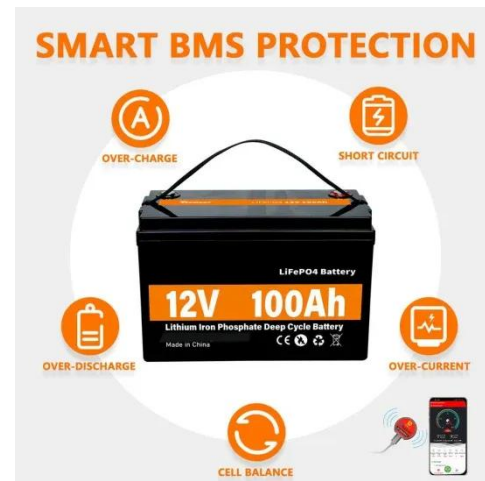 SMART BMS PROTECTION
A
OVER-CHARGE
SHORT CIRCUIT
LiFePO4 Battery
12V 100Ah
Lithium Iron Phosphate Deep Cycle Battery
Made in China
CE
OVER-DISCHARGE
OVER-CURRENT
CELL BALANCE